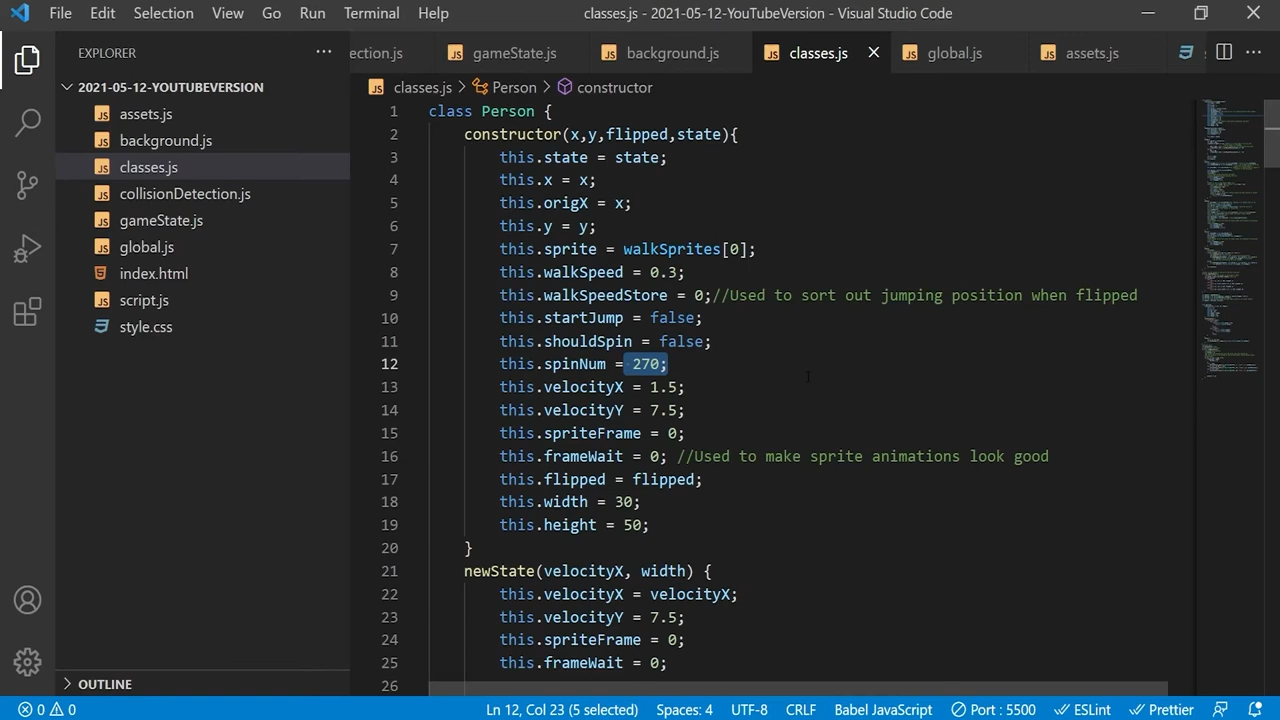 File Edit Selection View Go Run Terminal Help classes.js - 2021-05-12-YouTubeVersion - Visual Studio Code
EXPLORER
2021-05-12-YOUTUBEVERSION
assets.js
background.js
classes.js
collisionDetection.js
gameState.js
global.js
index.html
script.js
style.css
OUTLINE
ection.js gameState.js background.js classes.js global.js assets.js
classes.js > Person > constructor
1 class Person {
2 constructor(x,y,flipped,state){
3 this.state = state;
4 this.x = x;
5 this.origX = x;
6 this.y = y;
7 this.sprite = walkSprites[0];
8 this.walkSpeed = 0.3;
9 this.walkSpeedStore = 0;//Used to sort out jumping position when flipped
10 this.startJump = false;
11 this.shouldSpin = false;
12 this.spinNum = 270;
13 this.velocityX = 1.5;
14 this.velocityY = 7.5;
15 this.spriteFrame = 0;
16 this.frameWait = 0; //Used to make sprite animations look good
17 this.flipped = flipped;
18 this.width = 30;
19 this.height = 50;
20 }
21 newState(velocityX, width) {
22 this.velocityX = velocityX;
23 this.velocityY = 7.5;
24 this.spriteFrame = 0;
25 this.frameWait = 0;
26
0 0 Ln 12, Col 23 (5 selected) Spaces: 4 UTF-8 CRLF Babel JavaScript Port : 5500 ESLint Prettier